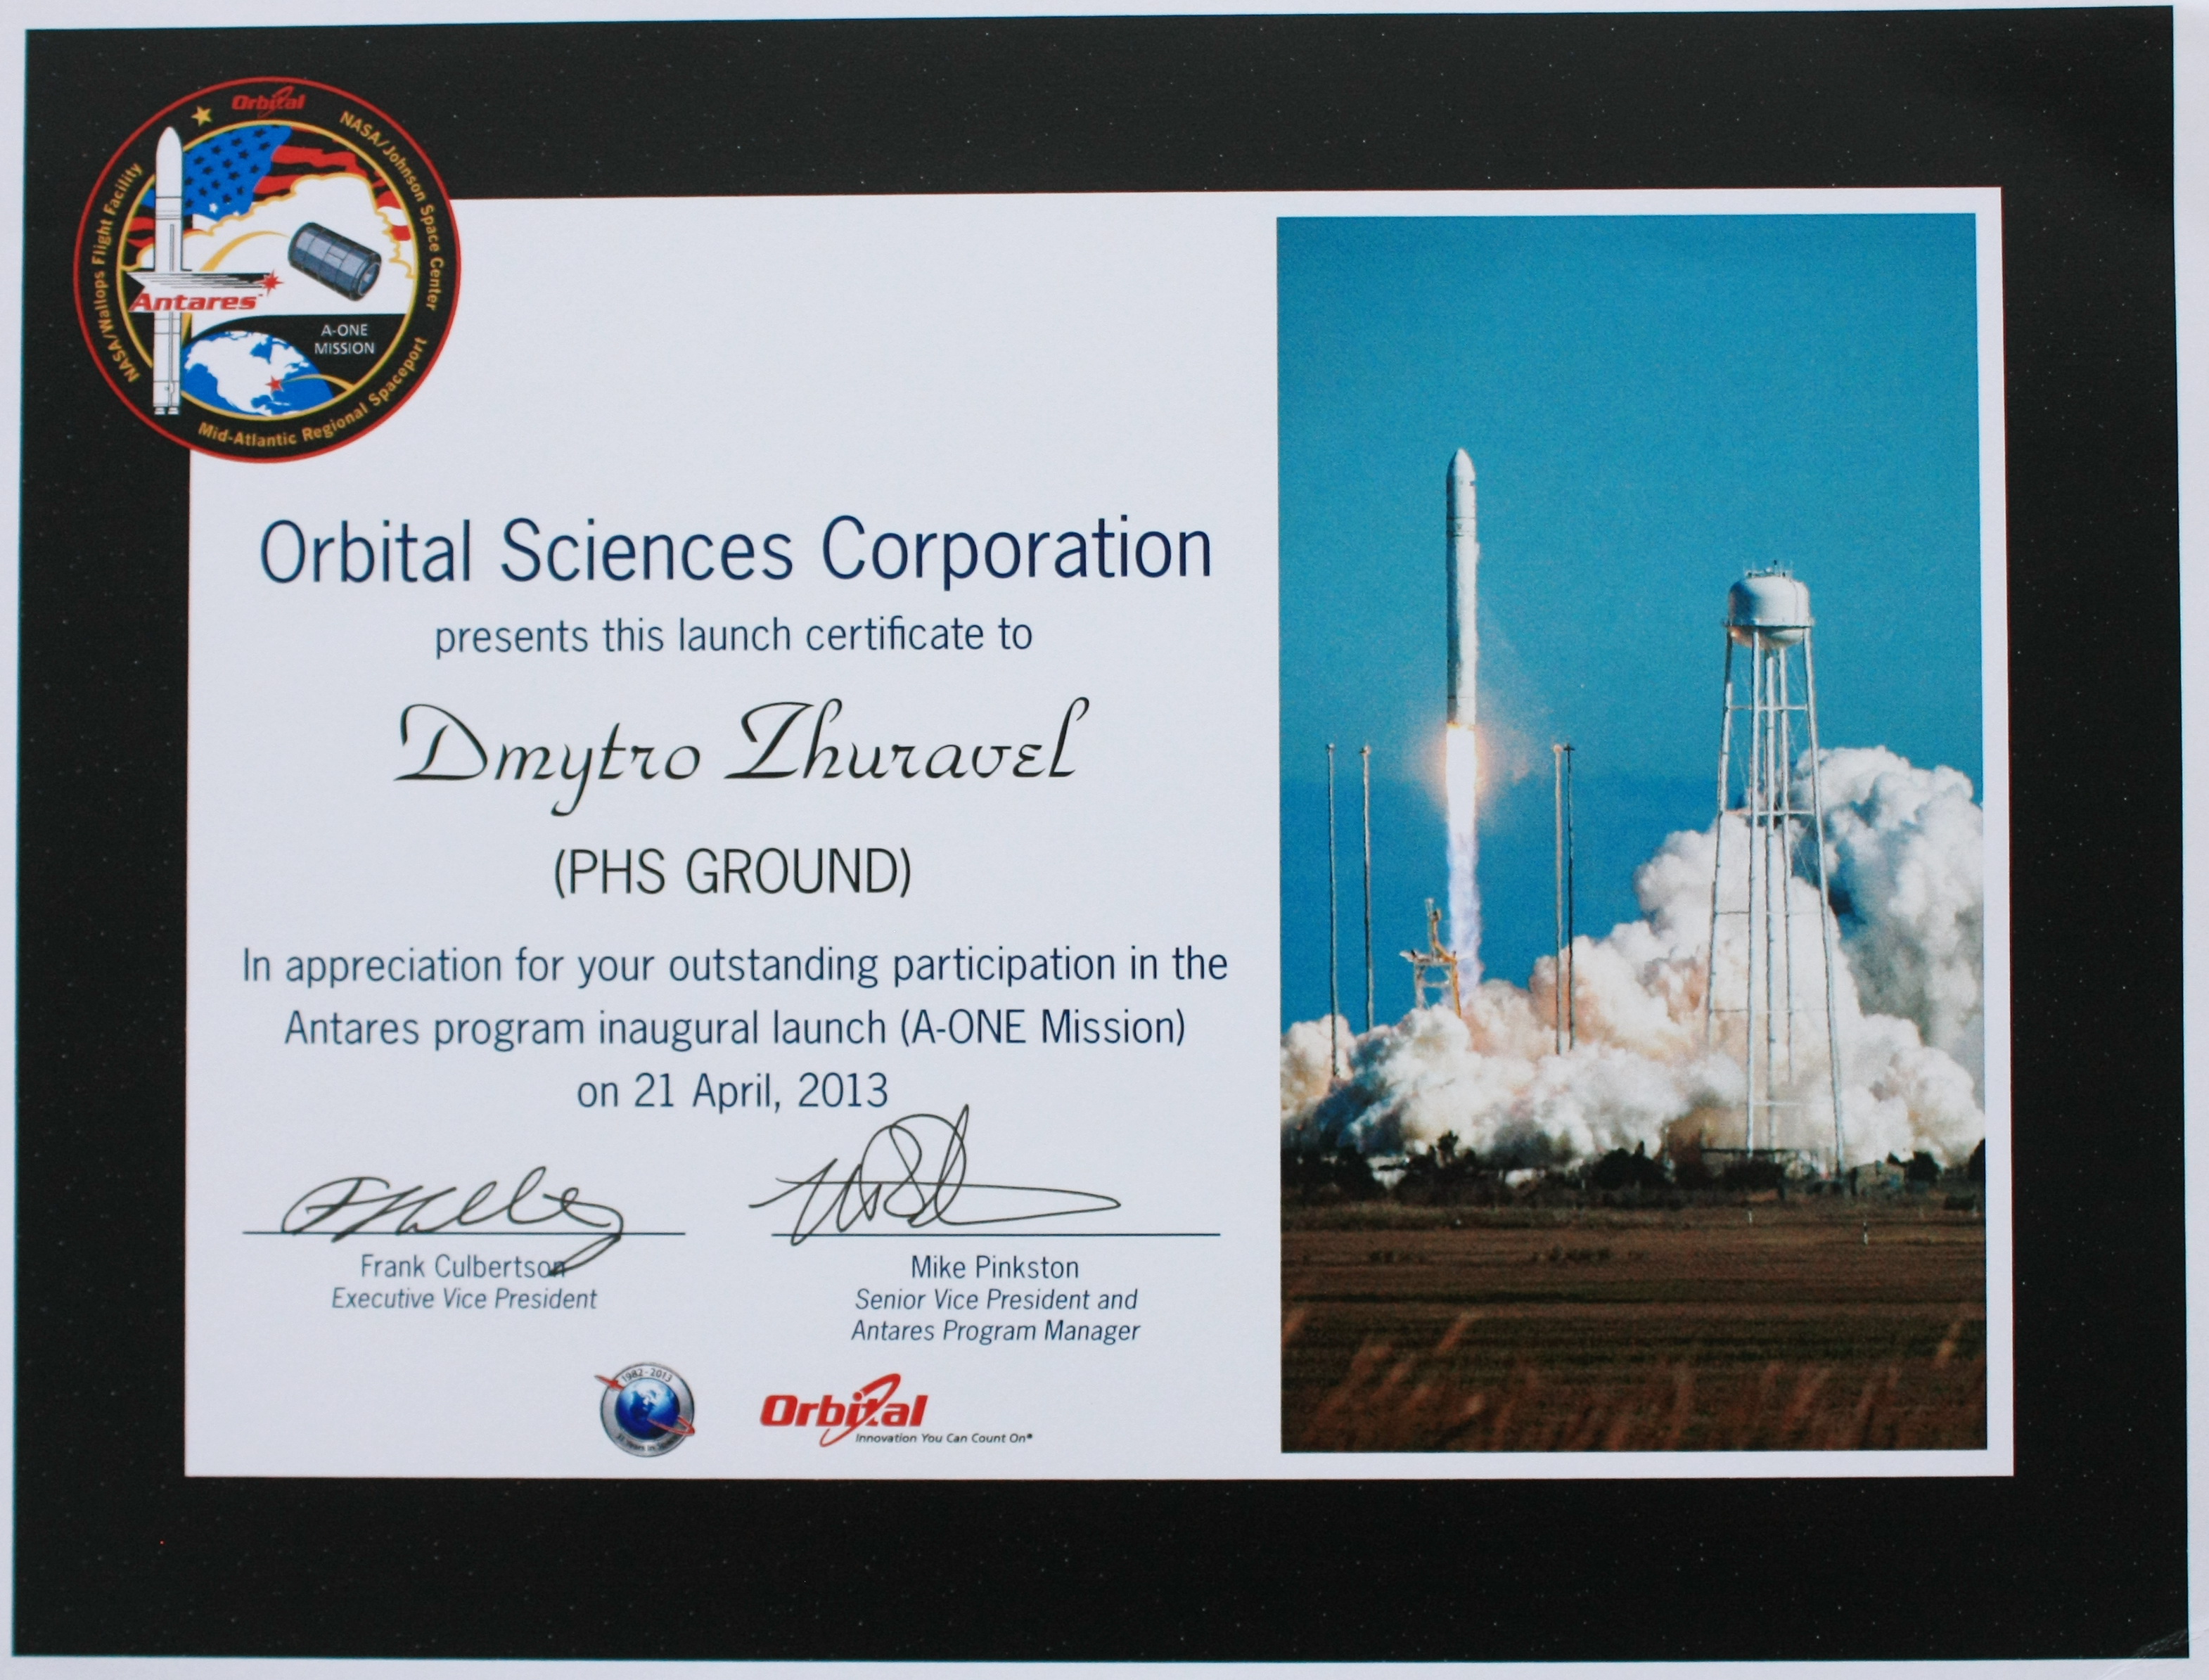 Orbital
NASA/Johnson Space Center
NASA/Wallops Flight Facility
Mid-Atlantic Regional Spaceport
Antares
A-ONE
MISSION
Orbital Sciences Corporation
presents this launch certificate to
Dmytro Zhuravel
(PHS GROUND)
In appreciation for your outstanding participation in the
Antares program inaugural launch (A-ONE Mission)
on 21 April, 2013
Frank Culbertson
Executive Vice President
Mike Pinkston
Senior Vice President and
Antares Program Manager
1982-2013
Orbital
Innovation You Can Count On®